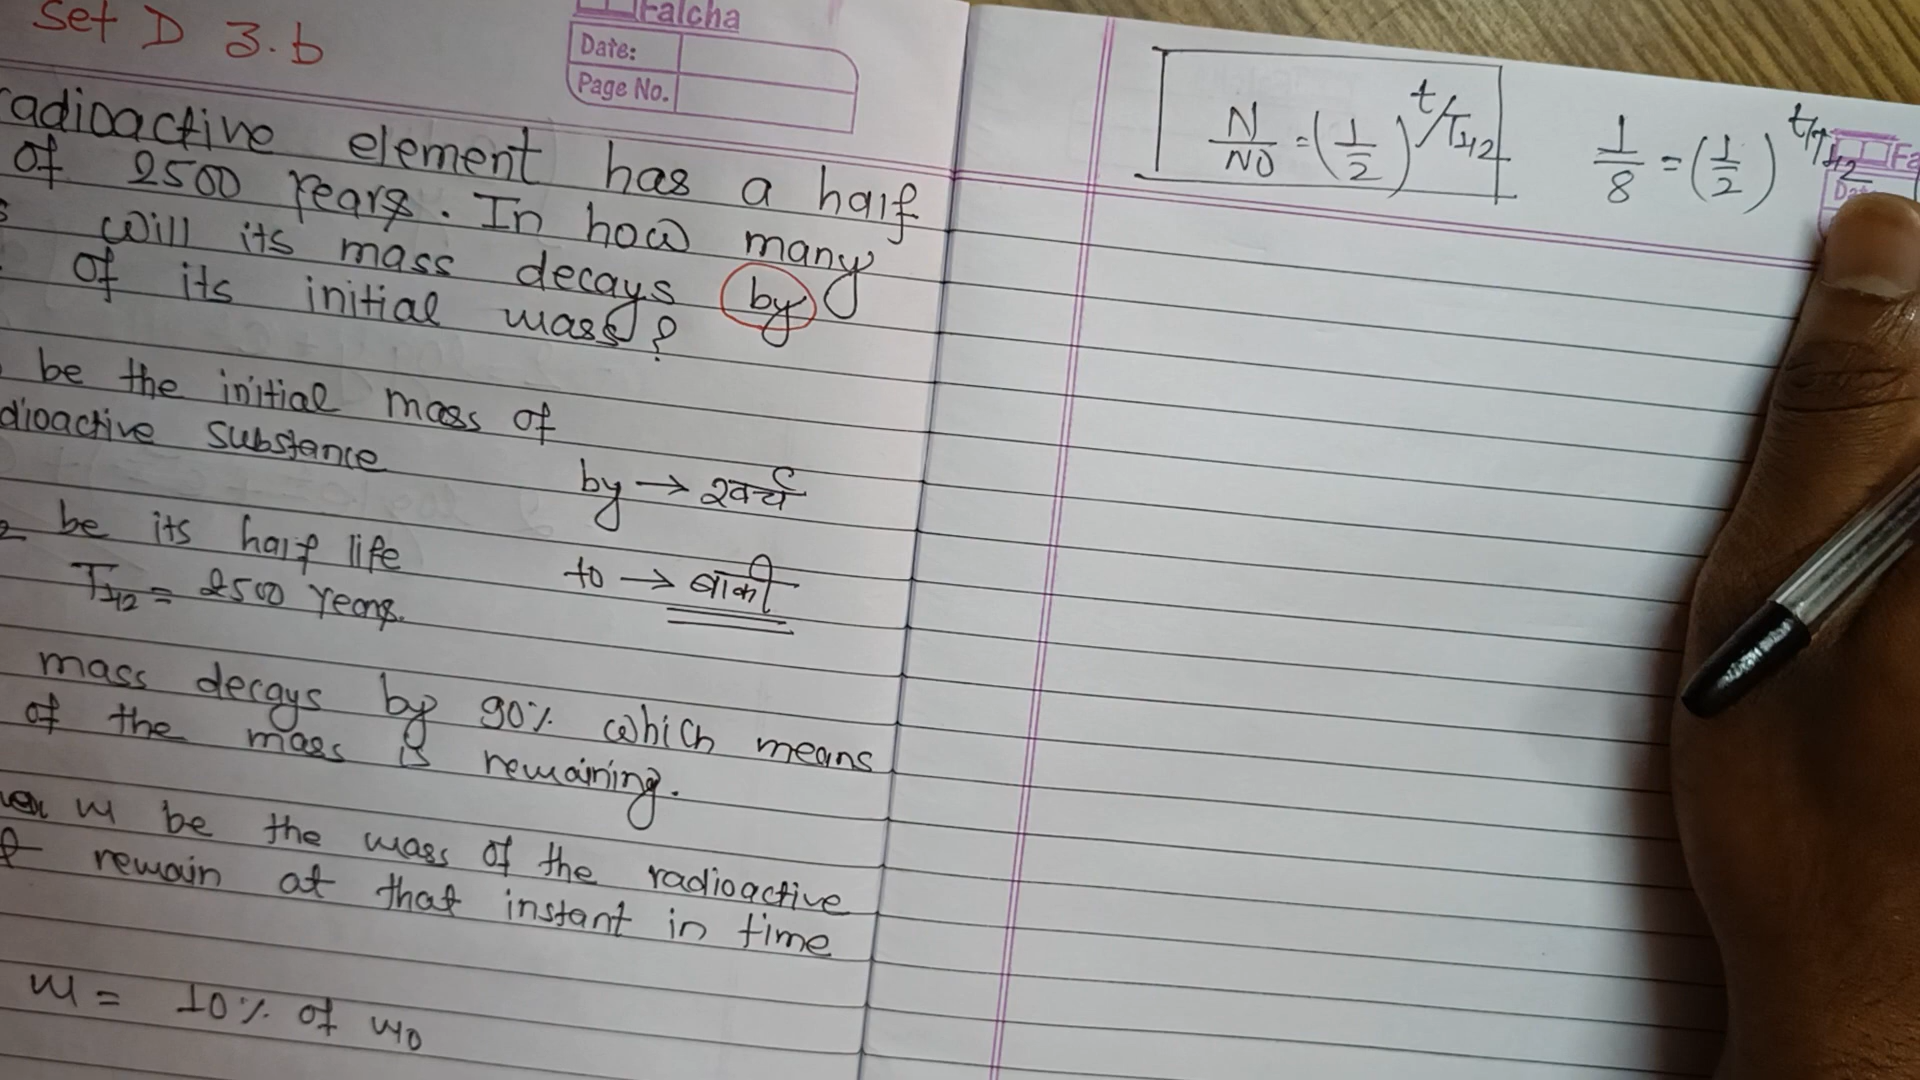 Set D 3.b
Falcha
Date:
Page No.
radioactive element has a half
of 2500 years. In how many
will its mass decays by
of its initial mass?
be the initial mass of
dioactive substance
by → खर्च
be its half life
to → बाकी
T1/2 = 2500 years.
mass decays by 90% which means
of the mass is remaining.
m be the mass of the radioactive
remain at that instant in time
m = 10% of m0
N/N0 = (1/2)^t/T1/2
1/8 = (1/2)^t/T1/2